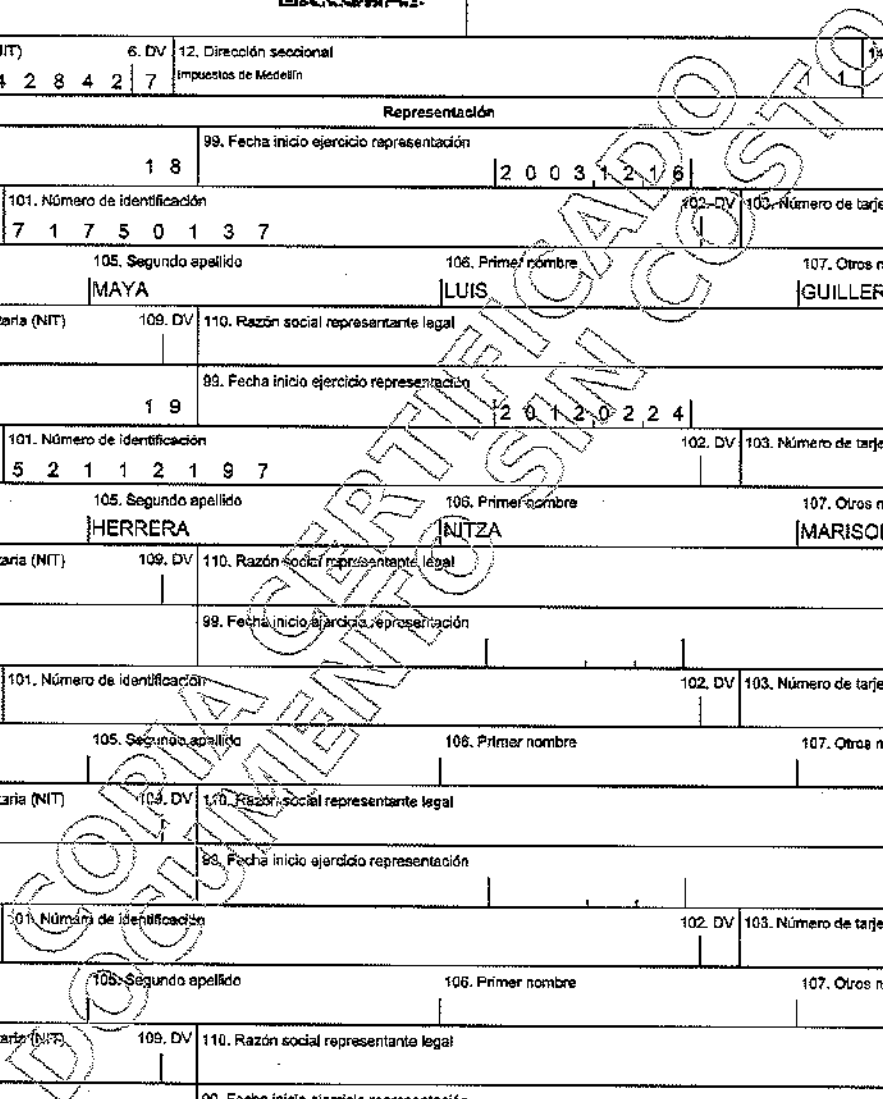 6. DV 12. Dirección seccional
4 2 8 4 2 7 Impuestos de Medellín 1 1
Representación
99. Fecha inicio ejercicio representación
1 8 2 0 0 3 1 2 1 6
101. Número de identificación 102. DV 103. Número de tarje
7 1 7 5 0 1 3 7
105. Segundo apellido 106. Primer nombre 107. Otros n
MAYA LUIS GUILLER
taria (NIT) 109. DV 110. Razón social representante legal
99. Fecha inicio ejercicio representación
1 9 2 0 1 2 0 2 2 4
101. Número de identificación 102. DV 103. Número de tarje
5 2 1 1 2 1 9 7
105. Segundo apellido 106. Primer nombre 107. Otros n
HERRERA NITZA MARISOL
taria (NIT) 109. DV 110. Razón social representante legal
99. Fecha inicio ejercicio representación
101. Número de identificación 102. DV 103. Número de tarje
105. Segundo apellido 106. Primer nombre 107. Otros n
taria (NIT) 109. DV 110. Razón social representante legal
99. Fecha inicio ejercicio representación
101. Número de identificación 102. DV 103. Número de tarje
105. Segundo apellido 106. Primer nombre 107. Otros n
taria (NIT) 109. DV 110. Razón social representante legal
99. Fecha inicio ejercicio representación
COPIA CERTIFICADO
DOCUMENTO SIN COSTO